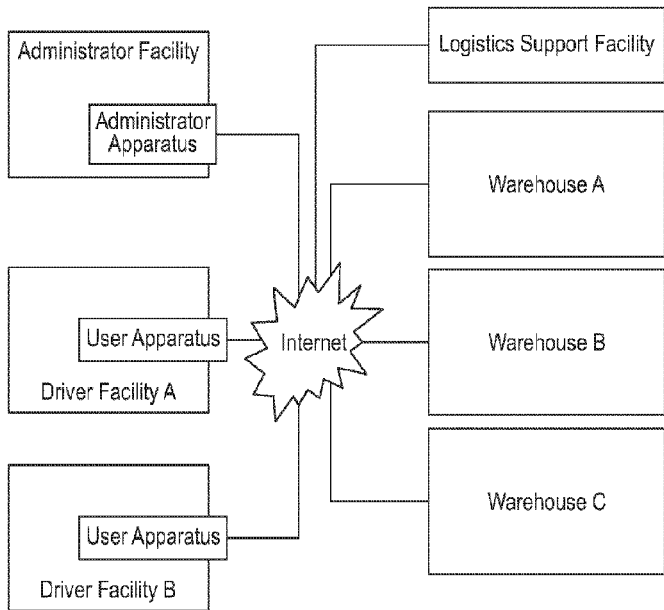 Administrator Facility
Administrator
Apparatus
User Apparatus
Driver Facility A
User Apparatus
Driver Facility B
Internet
Logistics Support Facility
Warehouse A
Warehouse B
Warehouse C